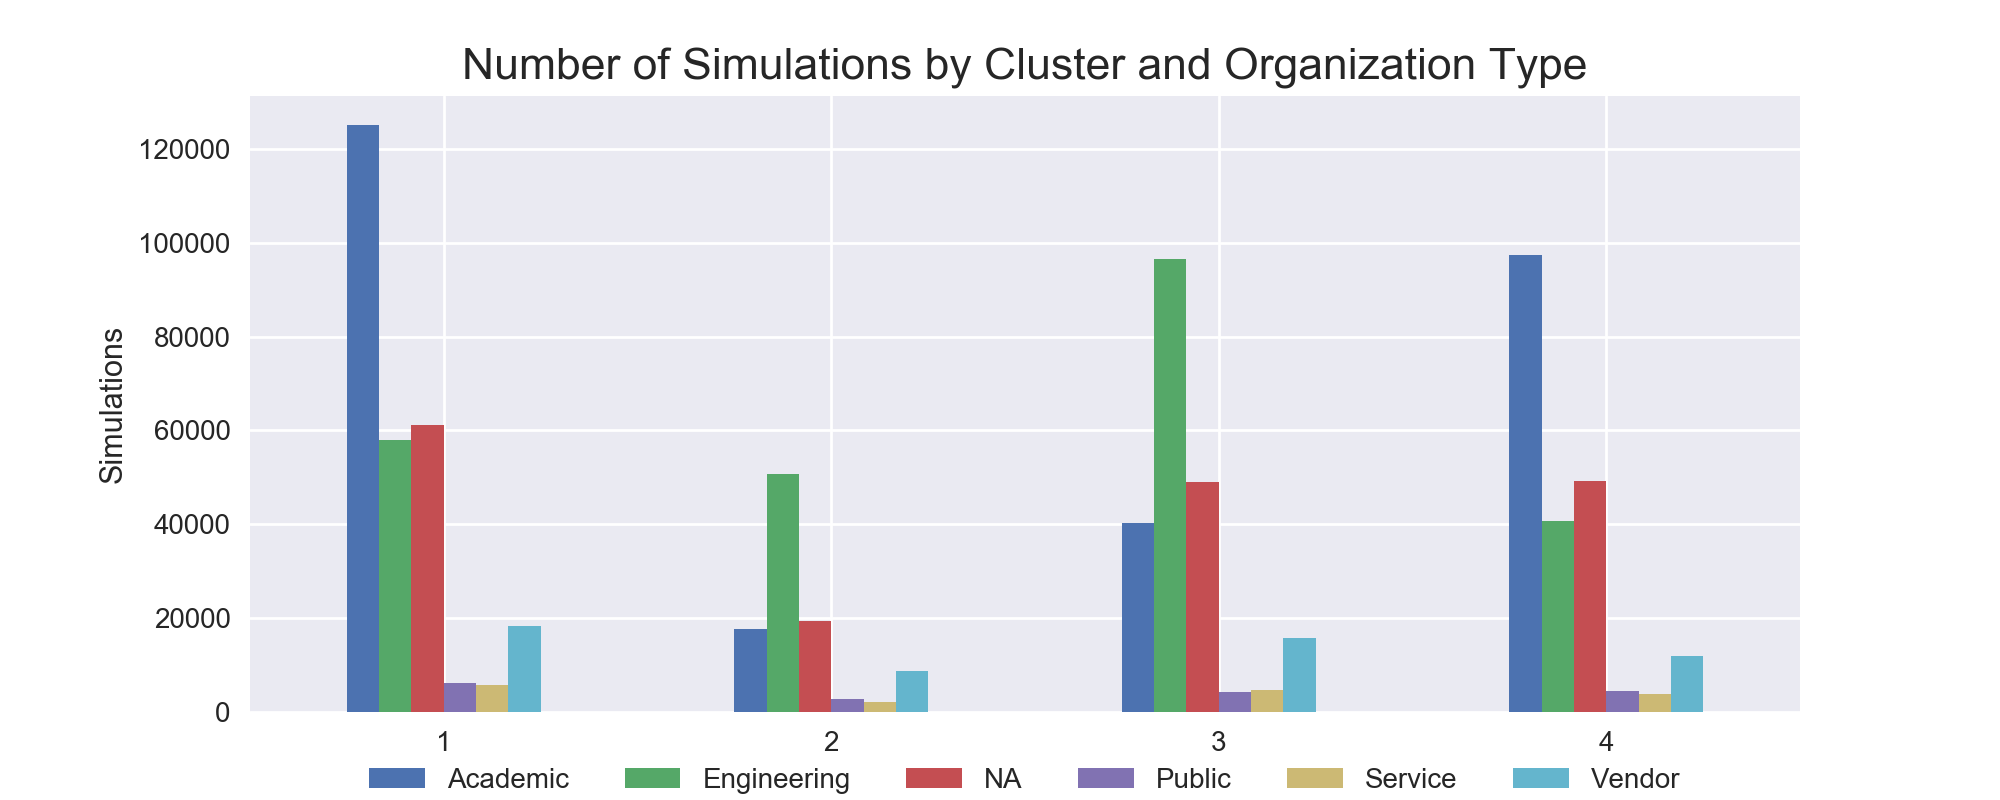 Number of Simulations by Cluster and Organization Type
Simulations
120000
100000
80000
60000
40000
20000
0
1 2 3 4
Academic Engineering NA Public Service Vendor